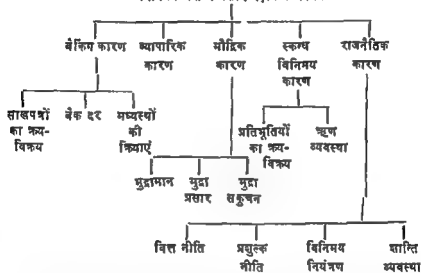 बैंकिंग कारण व्यापारिक कारण मौद्रिक कारण स्कन्ध विनिमय कारण राजनैतिक कारण
साखपत्रों का क्रय-विक्रय बैंक दर मध्यस्थों की क्रियाएँ
प्रतिभूतियों का क्रय-विक्रय ऋण व्यवस्था
मुद्रामान मुद्रा प्रसार मुद्रा संकुचन
वित्त नीति प्रशुल्क नीति विनिमय नियंत्रण शान्ति व्यवस्था